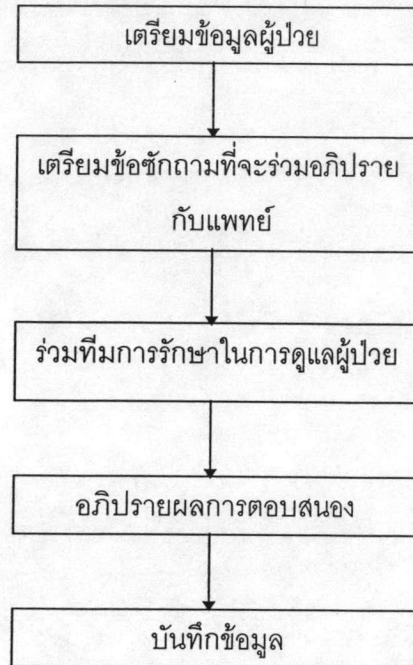 เตรียมข้อมูลผู้ป่วย
เตรียมข้อซักถามที่จะร่วมอภิปราย
กับแพทย์
ร่วมทีมการรักษาในการดูแลผู้ป่วย
อภิปรายผลการตอบสนอง
บันทึกข้อมูล